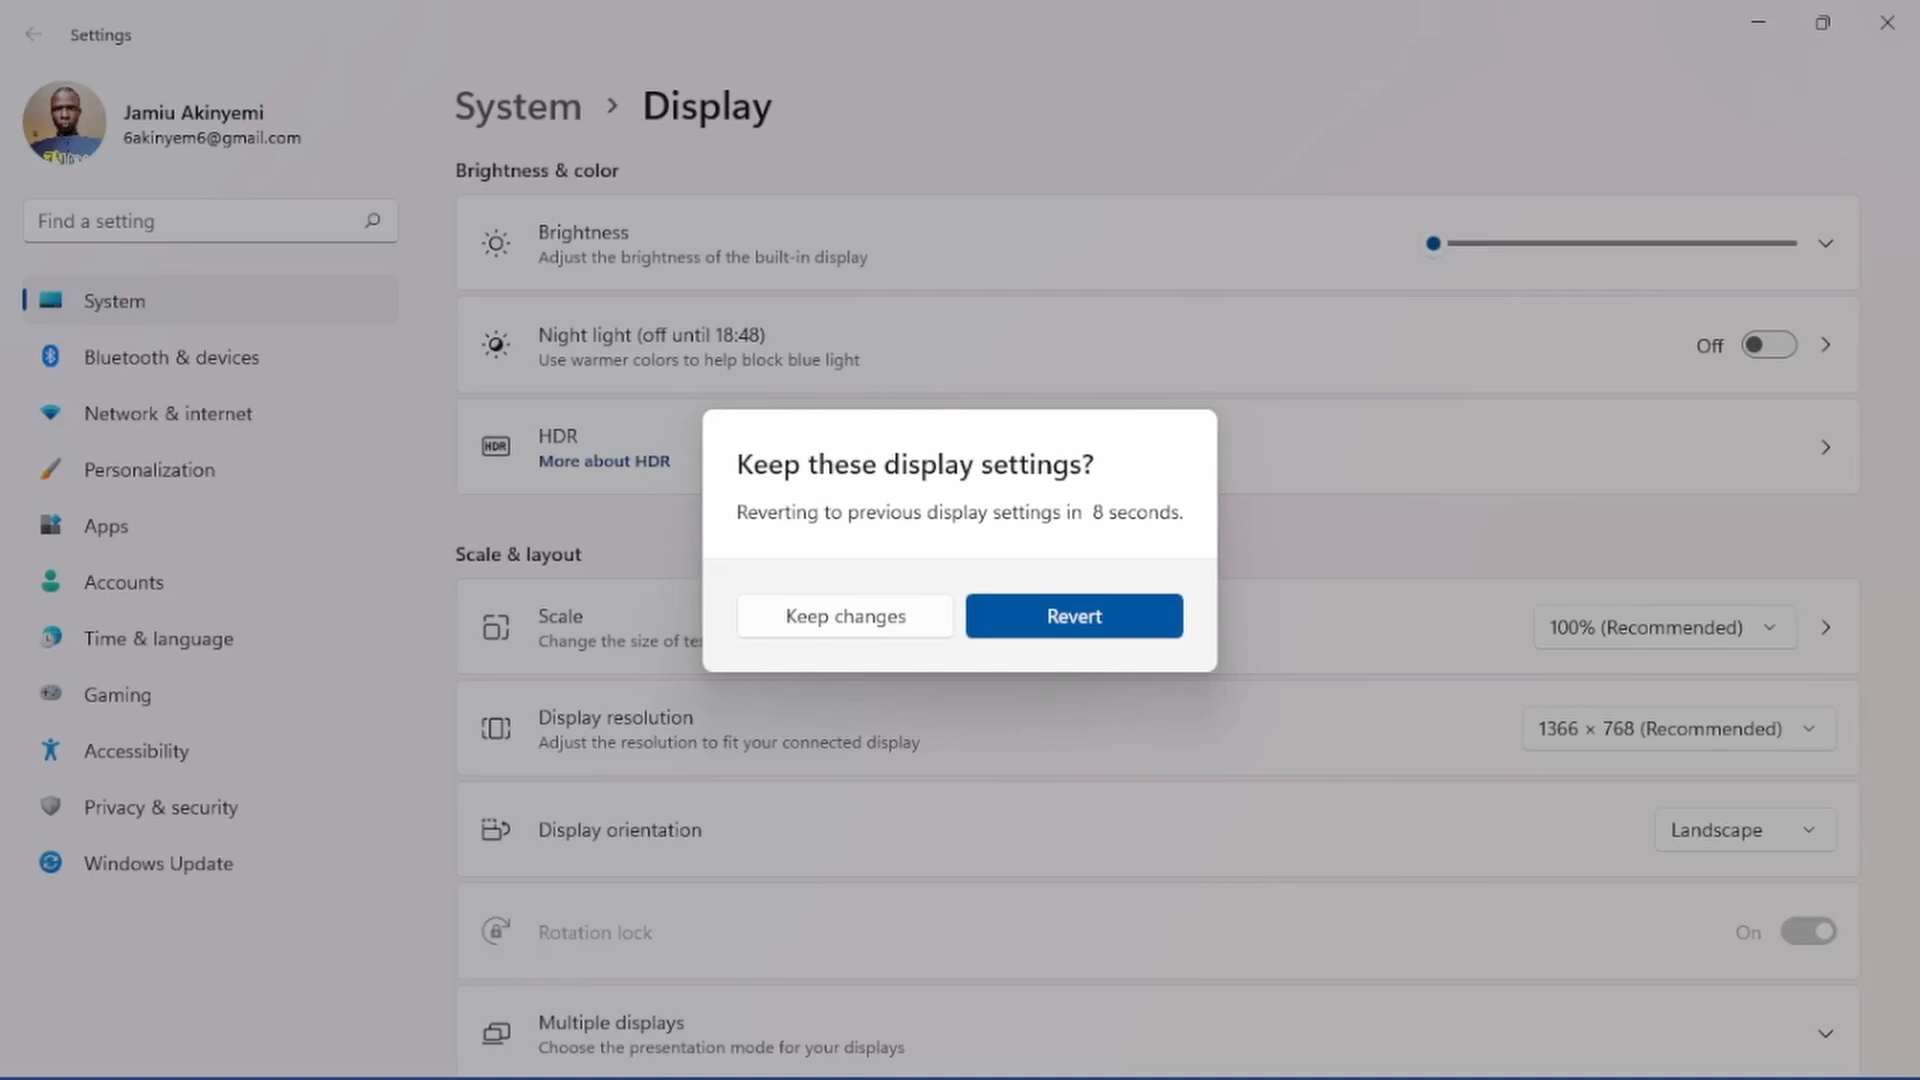 Settings
Jamiu Akinyemi
6akinyem6@gmail.com
Find a setting
System
Bluetooth & devices
Network & internet
Personalization
Apps
Accounts
Time & language
Gaming
Accessibility
Privacy & security
Windows Update
System > Display
Brightness & color
Brightness
Adjust the brightness of the built-in display
Night light (off until 18:48)
Use warmer colors to help block blue light
Off
HDR
HDR
More about HDR
Keep these display settings?
Reverting to previous display settings in 8 seconds.
Keep changes
Revert
Scale & layout
Scale
Change the size of
100% (Recommended)
Display resolution
Adjust the resolution to fit your connected display
1366 × 768 (Recommended)
Display orientation
Landscape
Rotation lock
On
Multiple displays
Choose the presentation mode for your displays